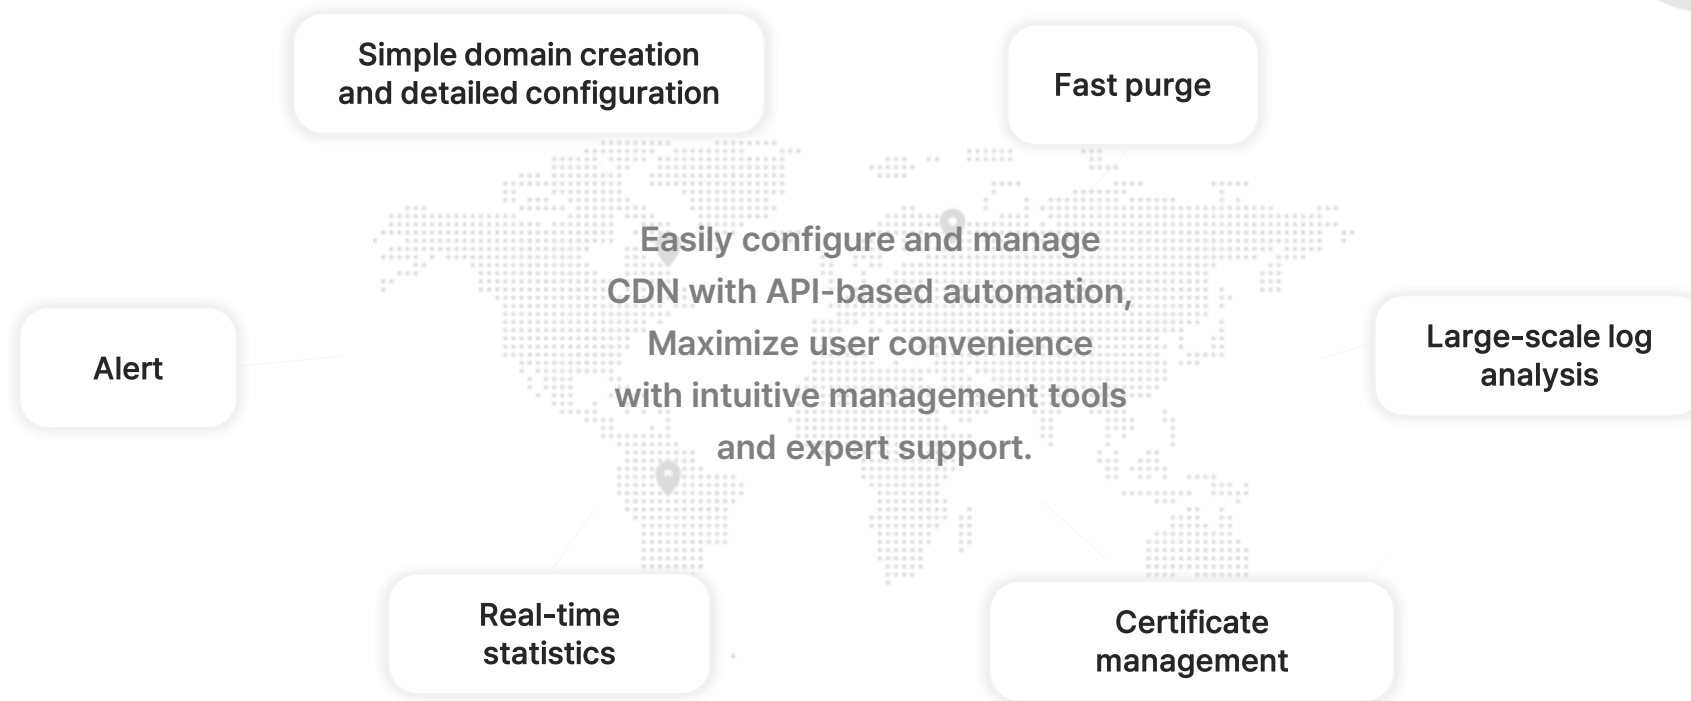 Simple domain creation
and detailed configuration
Fast purge
Easily configure and manage
CDN with API-based automation,
Maximize user convenience
with intuitive management tools
and expert support.
Alert
Large-scale log
analysis
Real-time
statistics
Certificate
management